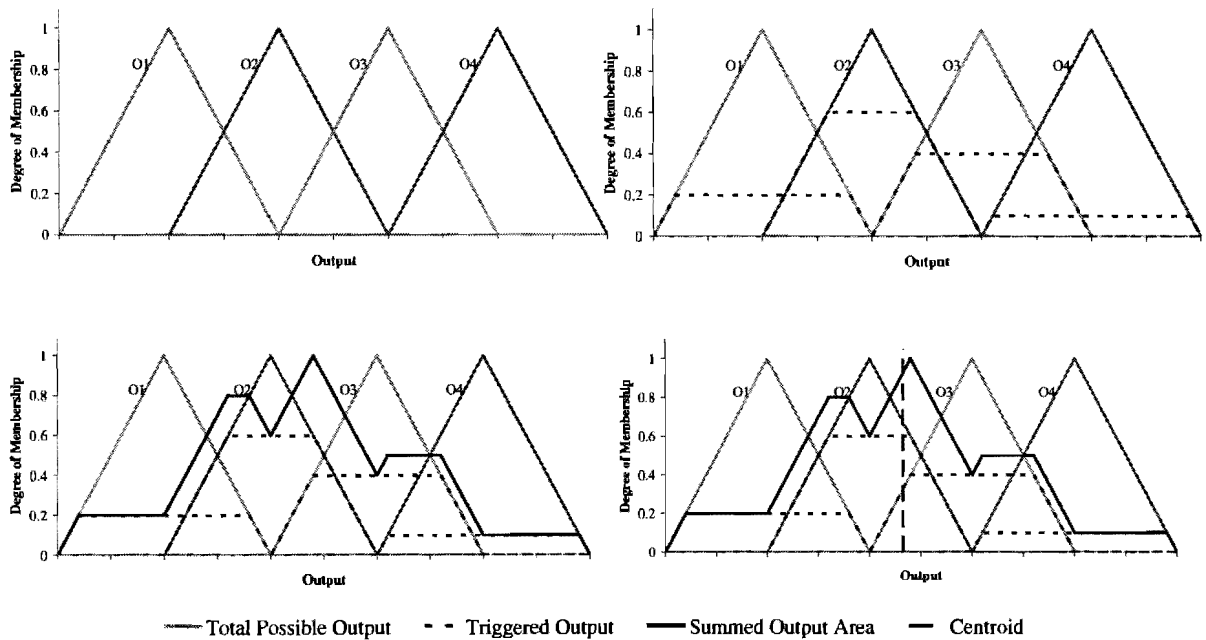 Degree of Membership
1
0.8
0.6
0.4
0.2
0
O1
O2
O3
O4
Output
Degree of Membership
1
0.8
0.6
0.4
0.2
0
O1
O2
O3
O4
Output
Degree of Membership
1
0.8
0.6
0.4
0.2
0
O1
O2
O3
O4
Output
Degree of Membership
1
0.8
0.6
0.4
0.2
0
O1
O2
O3
O4
Output
Total Possible Output
Triggered Output
Summed Output Area
Centroid